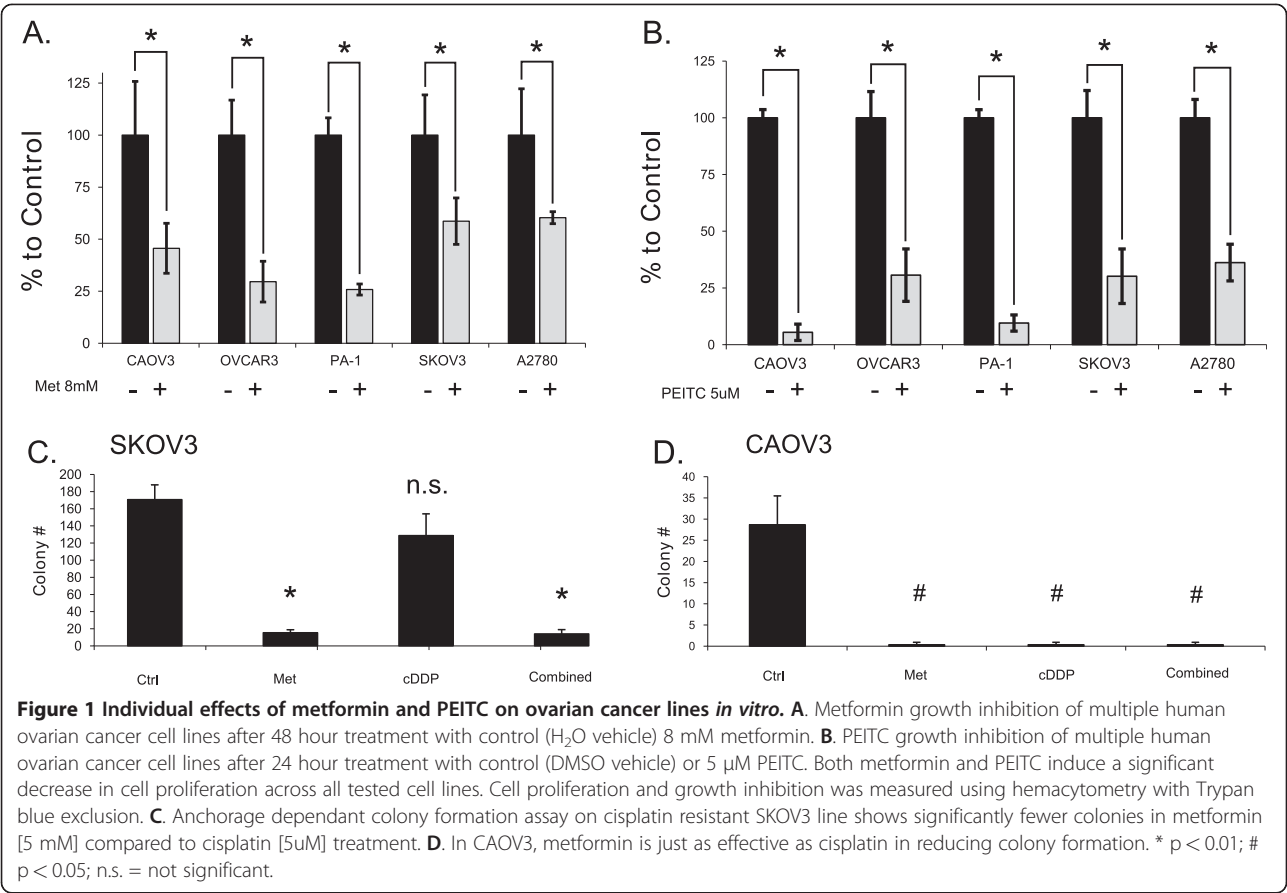 A.
* * * * *
% to Control
125
100
75
50
25
0
CAOV3 OVCAR3 PA-1 SKOV3 A2780
Met 8mM - + - + - + - + - +
B.
* * * * *
% to Control
125
100
75
50
25
0
CAOV3 OVCAR3 PA-1 SKOV3 A2780
PEITC 5uM - + - + - + - + - +
C. SKOV3
Colony #
200
180
160
140
120
100
80
60
40
20
0
* n.s. *
Ctrl Met cDDP Combined
D. CAOV3
Colony #
40
35
30
25
20
15
10
5
0
# # #
Ctrl Met cDDP Combined
Figure 1 Individual effects of metformin and PEITC on ovarian cancer lines in vitro. A. Metformin growth inhibition of multiple human
ovarian cancer cell lines after 48 hour treatment with control (H₂O vehicle) 8 mM metformin. B. PEITC growth inhibition of multiple human
ovarian cancer cell lines after 24 hour treatment with control (DMSO vehicle) or 5 μM PEITC. Both metformin and PEITC induce a significant
decrease in cell proliferation across all tested cell lines. Cell proliferation and growth inhibition was measured using hemacytometry with Trypan
blue exclusion. C. Anchorage dependant colony formation assay on cisplatin resistant SKOV3 line shows significantly fewer colonies in metformin
[5 mM] compared to cisplatin [5uM] treatment. D. In CAOV3, metformin is just as effective as cisplatin in reducing colony formation. * p < 0.01; #
p < 0.05; n.s. = not significant.